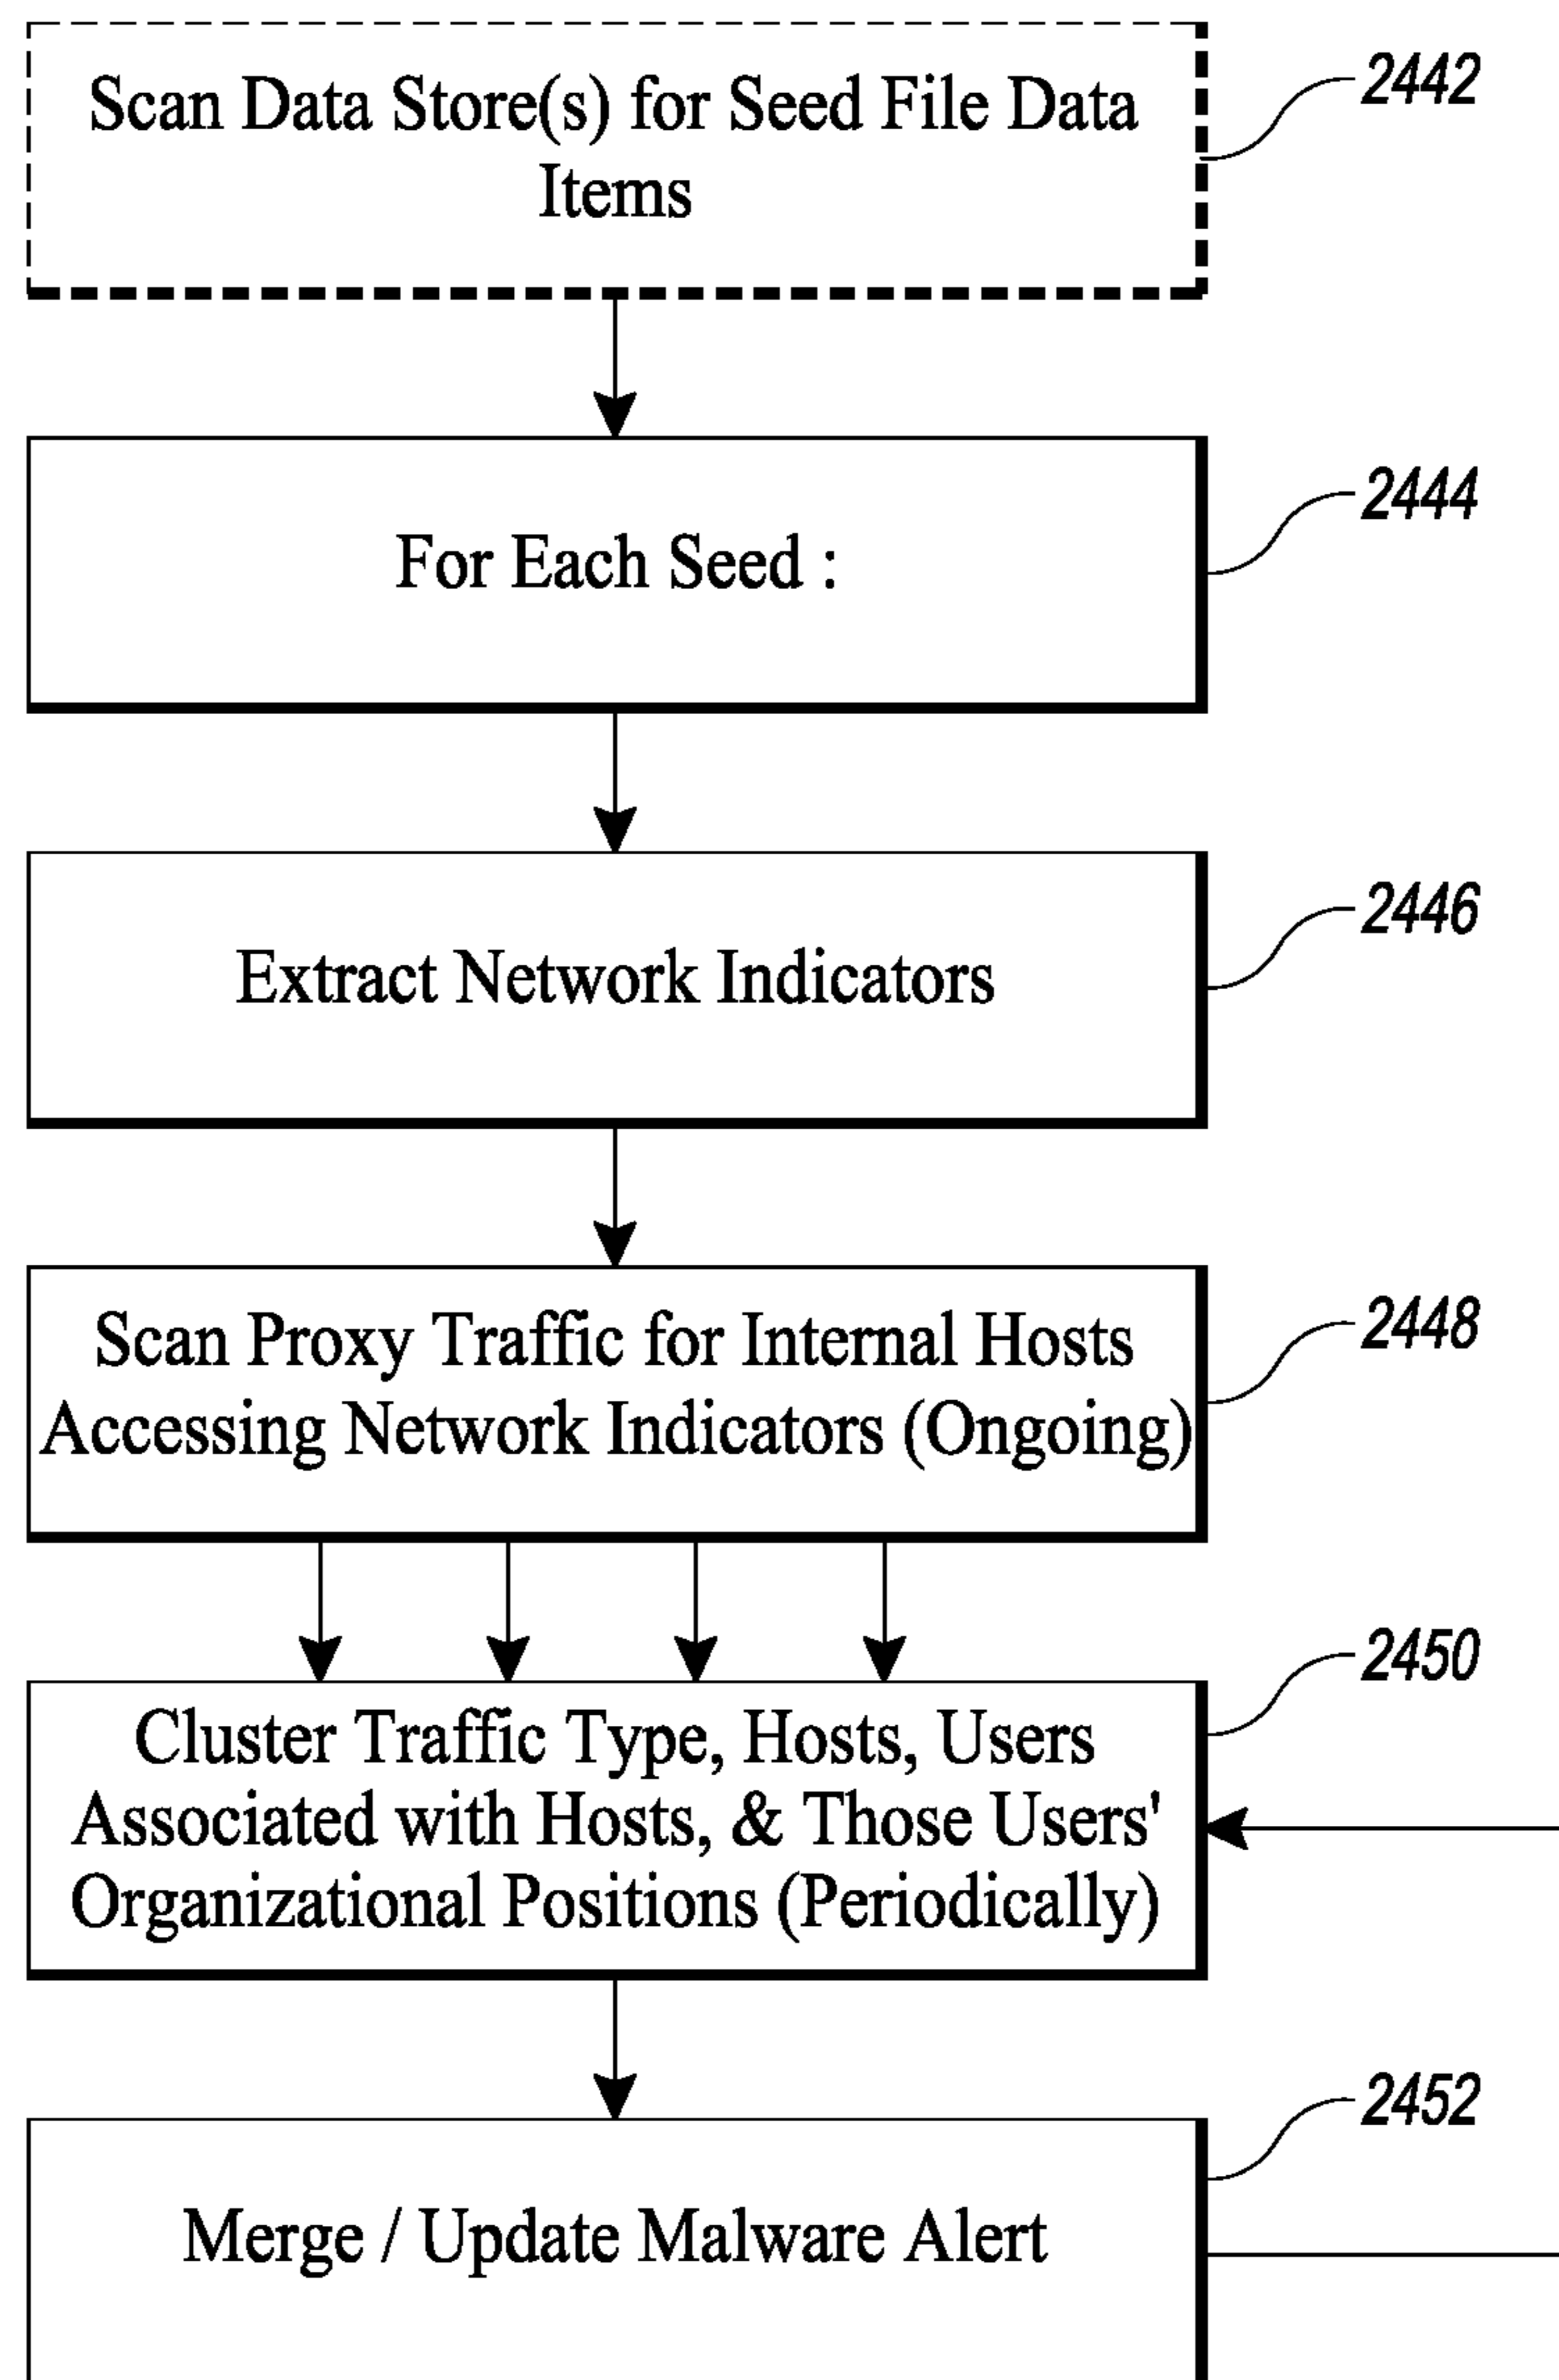 Scan Data Store(s) for Seed File Data
Items
2442
For Each Seed :
2444
Extract Network Indicators
2446
Scan Proxy Traffic for Internal Hosts
Accessing Network Indicators (Ongoing)
2448
Cluster Traffic Type, Hosts, Users
Associated with Hosts, & Those Users'
Organizational Positions (Periodically)
2450
Merge / Update Malware Alert
2452